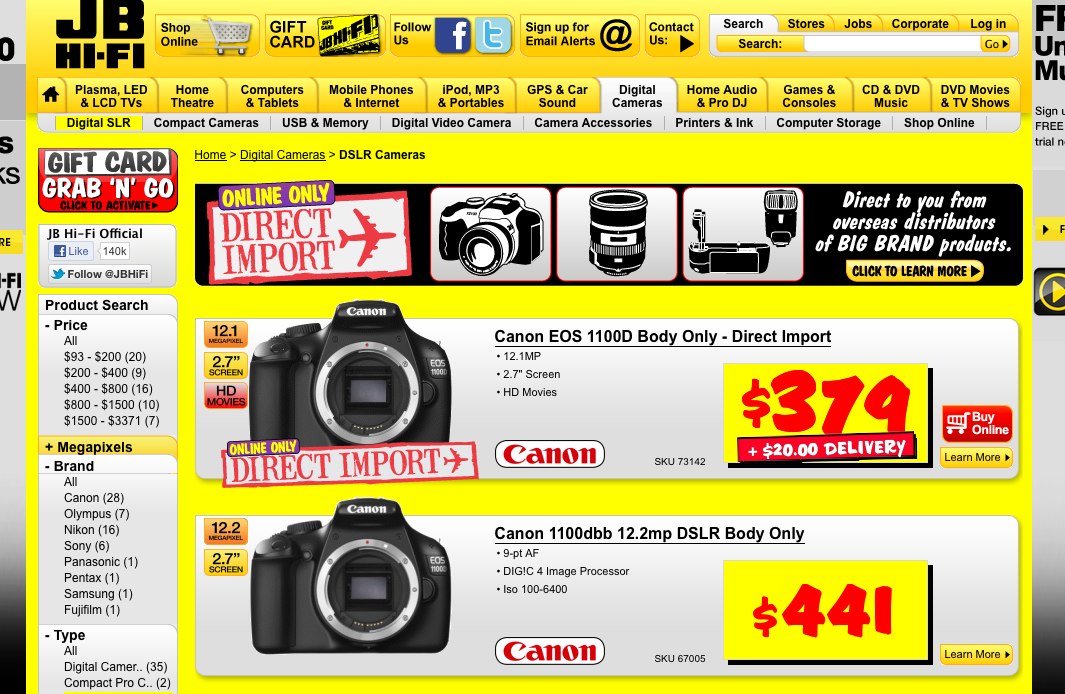 JB
HI-FI
Shop
Online
GIFT
CARD
GIFT
CARD
JB HI-FI
Follow
Us
Sign up for
Email Alerts @
Contact
Us:
Search Stores Jobs Corporate Log in
Search: Go
Plasma, LED
& LCD TVs
Home
Theatre
Computers
& Tablets
Mobile Phones
& Internet
iPod, MP3
& Portables
GPS & Car
Sound
Digital
Cameras
Home Audio
& Pro DJ
Games &
Consoles
CD & DVD
Music
DVD Movies
& TV Shows
Digital SLR Compact Cameras USB & Memory Digital Video Camera Camera Accessories Printers & Ink Computer Storage Shop Online
GIFT CARD
GRAB 'N' GO
CLICK TO ACTIVATE
JB Hi-Fi Official
Like 140k
Follow @JBHiFi
Product Search
- Price
All
$93 - $200 (20)
$200 - $400 (9)
$400 - $800 (16)
$800 - $1500 (10)
$1500 - $3371 (7)
+ Megapixels
- Brand
All
Canon (28)
Olympus (7)
Nikon (16)
Sony (6)
Panasonic (1)
Pentax (1)
Samsung (1)
Fujifilm (1)
- Type
All
Digital Camer.. (35)
Compact Pro C.. (2)
Home > Digital Cameras > DSLR Cameras
ONLINE ONLY
DIRECT
IMPORT
Direct to you from
overseas distributors
of BIG BRAND products.
CLICK TO LEARN MORE
12.1
MEGAPIXEL
2.7"
SCREEN
HD
MOVIES
Canon
EOS
1100D
ONLINE ONLY
DIRECT IMPORT
Canon EOS 1100D Body Only - Direct Import
• 12.1MP
• 2.7" Screen
• HD Movies
Canon
SKU 73142
$379
+ $20.00 DELIVERY
Buy
Online
Learn More
12.2
MEGAPIXEL
2.7"
SCREEN
Canon
EOS
1100D
Canon 1100dbb 12.2mp DSLR Body Only
• 9-pt AF
• DIG!C 4 Image Processor
• Iso 100-6400
Canon
SKU 67005
$441
Learn More
Sign u
FREE
trial n